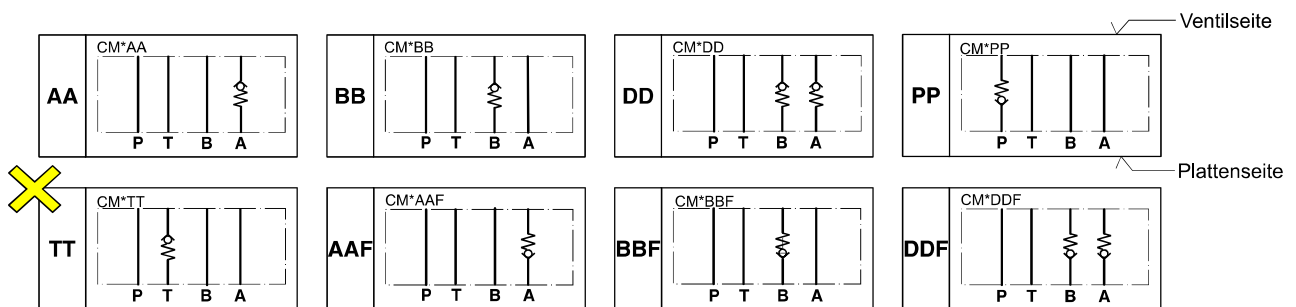 Ventilseite
AA
CM*AA
P T B A
BB
CM*BB
P T B A
DD
CM*DD
P T B A
PP
CM*PP
P T B A
Plattenseite
TT
CM*TT
P T B A
AAF
CM*AAF
P T B A
BBF
CM*BBF
P T B A
DDF
CM*DDF
P T B A